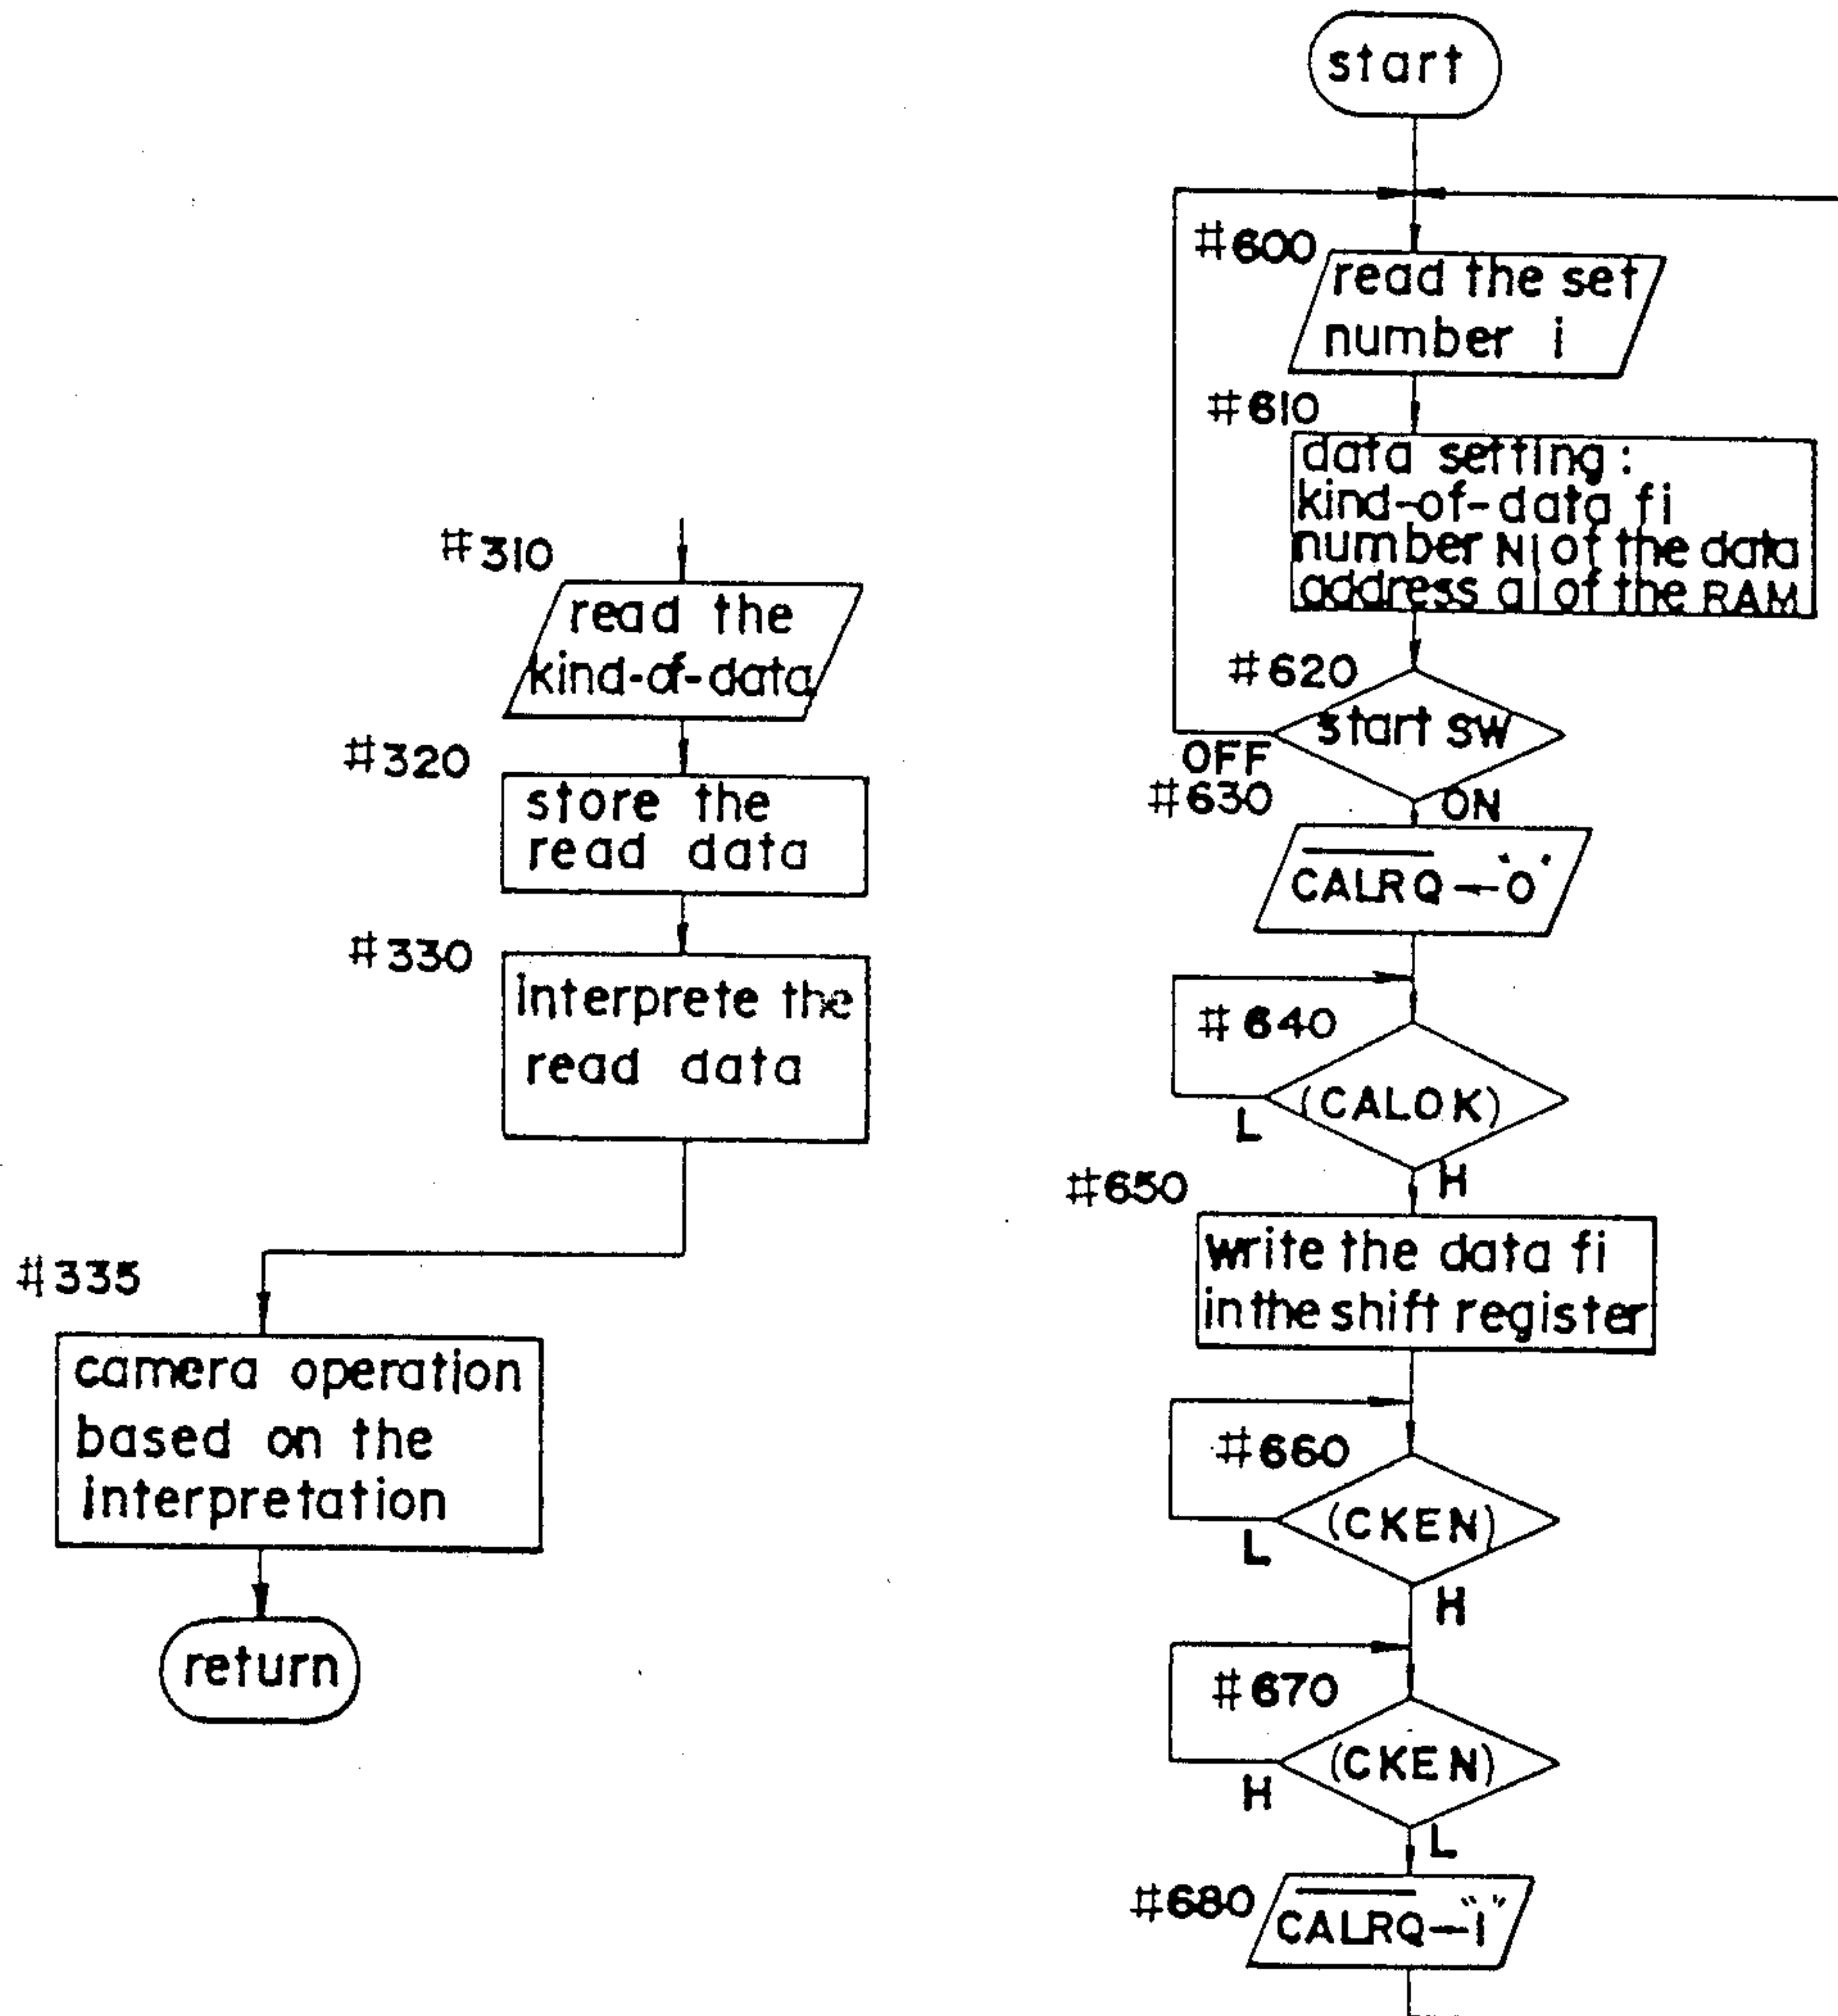 #310
read the
kind-of-data
#320
store the
read data
#330
interprete the
read data
#335
camera operation
based on the
interpretation
return
start
#600
read the set
number i
#610
data setting:
kind-of-data fi
number Ni of the data
address ai of the RAM
#620
start SW
OFF
ON
#630
CALRQ ← "0"
#640
(CALOK)
L
H
#650
write the data fi
in the shift register
#660
(CKEN)
L
H
#670
(CKEN)
H
L
#680
CALRQ ← "1"